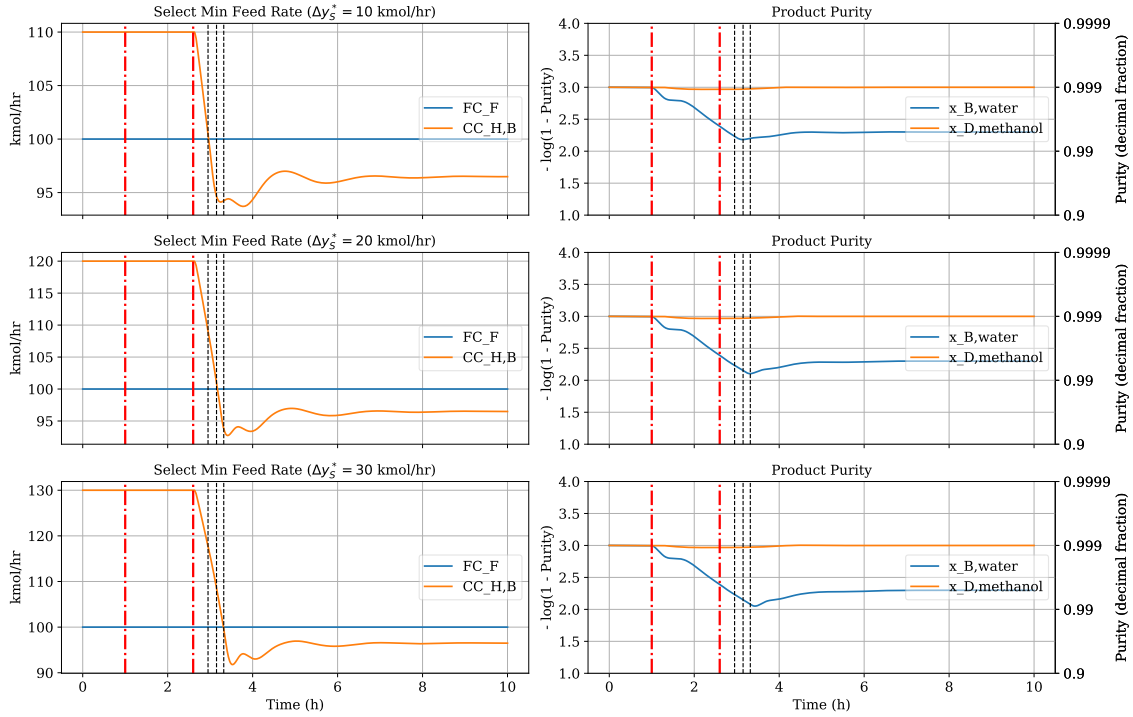 Select Min Feed Rate (Δy*S = 10 kmol/hr)
110
105
100
95
kmol/hr
FC_F
CC_H,B
Product Purity
4.0
3.5
3.0
2.5
2.0
1.5
1.0
- log(1 - Purity)
x_B,water
x_D,methanol
0.9999
0.999
0.99
0.9
Purity (decimal fraction)
Select Min Feed Rate (Δy*S = 20 kmol/hr)
120
115
110
105
100
95
kmol/hr
FC_F
CC_H,B
Product Purity
4.0
3.5
3.0
2.5
2.0
1.5
1.0
- log(1 - Purity)
x_B,water
x_D,methanol
0.9999
0.999
0.99
0.9
Purity (decimal fraction)
Select Min Feed Rate (Δy*S = 30 kmol/hr)
130
120
110
100
90
kmol/hr
FC_F
CC_H,B
0 2 4 6 8 10
Time (h)
Product Purity
4.0
3.5
3.0
2.5
2.0
1.5
1.0
- log(1 - Purity)
x_B,water
x_D,methanol
0.9999
0.999
0.99
0.9
Purity (decimal fraction)
0 2 4 6 8 10
Time (h)